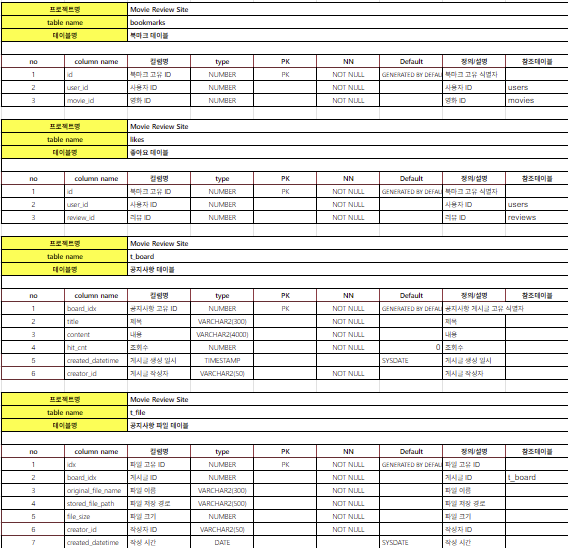 프로젝트명 Movie Review Site
table name bookmarks
테이블명 북마크 테이블
no column name 컬럼명 type PK NN Default 정의/설명 참조테이블
1 id 북마크 고유 ID NUMBER PK NOT NULL GENERATED BY DEFAU 북마크 고유 식별자
2 user_id 사용자 ID NUMBER NOT NULL 사용자 ID users
3 movie_id 영화 ID NUMBER NOT NULL 영화 ID movies
프로젝트명 Movie Review Site
table name likes
테이블명 좋아요 테이블
no column name 컬럼명 type PK NN Default 정의/설명 참조테이블
1 id 북마크 고유 ID NUMBER PK NOT NULL GENERATED BY DEFAU 북마크 고유 식별자
2 user_id 사용자 ID NUMBER NOT NULL 사용자 ID users
3 review_id 리뷰 ID NUMBER NOT NULL 리뷰 ID reviews
프로젝트명 Movie Review Site
table name t_board
테이블명 공지사항 테이블
no column name 컬럼명 type PK NN Default 정의/설명 참조테이블
1 board_idx 공지사항 고유 ID NUMBER PK NOT NULL GENERATED BY DEFAU 공지사항 게시글 고유 식별자
2 title 제목 VARCHAR2(300) NOT NULL 제목
3 content 내용 VARCHAR2(4000) NOT NULL 내용
4 hit_cnt 조회수 NUMBER NOT NULL 0 조회수
5 created_datetime 게시글 생성 일시 TIMESTAMP SYSDATE 게시글 생성 일시
6 creator_id 게시글 작성자 VARCHAR2(50) NOT NULL 게시글 작성자
프로젝트명 Movie Review Site
table name t_file
테이블명 공지사항 파일 테이블
no column name 컬럼명 type PK NN Default 정의/설명 참조테이블
1 idx 파일 고유 ID NUMBER PK NOT NULL GENERATED BY DEFAU 파일 고유 ID
2 board_idx 게시글 ID NUMBER NOT NULL 게시글 ID t_board
3 original_file_name 파일 이름 VARCHAR2(300) NOT NULL 파일 이름
4 stored_file_path 파일 저장 경로 VARCHAR2(500) NOT NULL 파일 저장 경로
5 file_size 파일 크기 NUMBER NOT NULL 파일 크기
6 creator_id 작성자 ID VARCHAR2(50) NOT NULL 작성자 ID
7 created_datetime 작성 시간 DATE SYSDATE 작성 시간